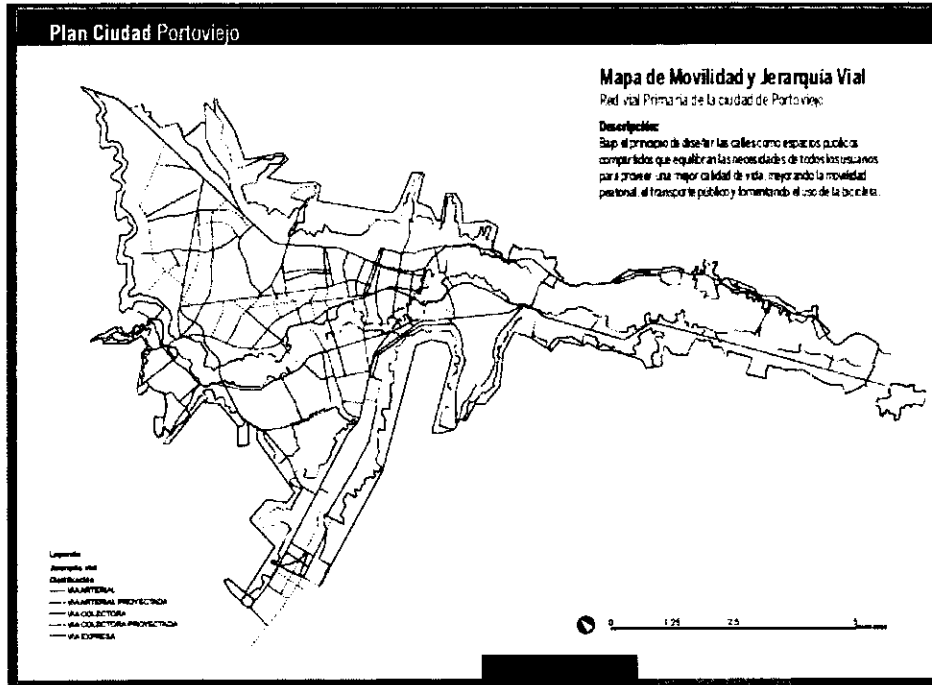 Plan Ciudad Portoviejo
Mapa de Movilidad y Jerarquía Vial
Red vial Primaria de la ciudad de Portoviejo
Descripción:
Bajo el principio de diseñar las calles como espacios publicos
compartidos que equilibran las necesidades de todos los usuarios
para proveer una mejor calidad de vida, mejorando la movilidad
peatonal, el transporte público y fomentando el uso de la bicicleta.
Leyenda
Jerarquía vial
Clasificación
VIA ARTERIAL
VIA ARTERIAL PROYECTADA
VIA COLECTORA
VIA COLECTORA PROYECTADA
VIA EXPRESA
0 1.25 2.5 5